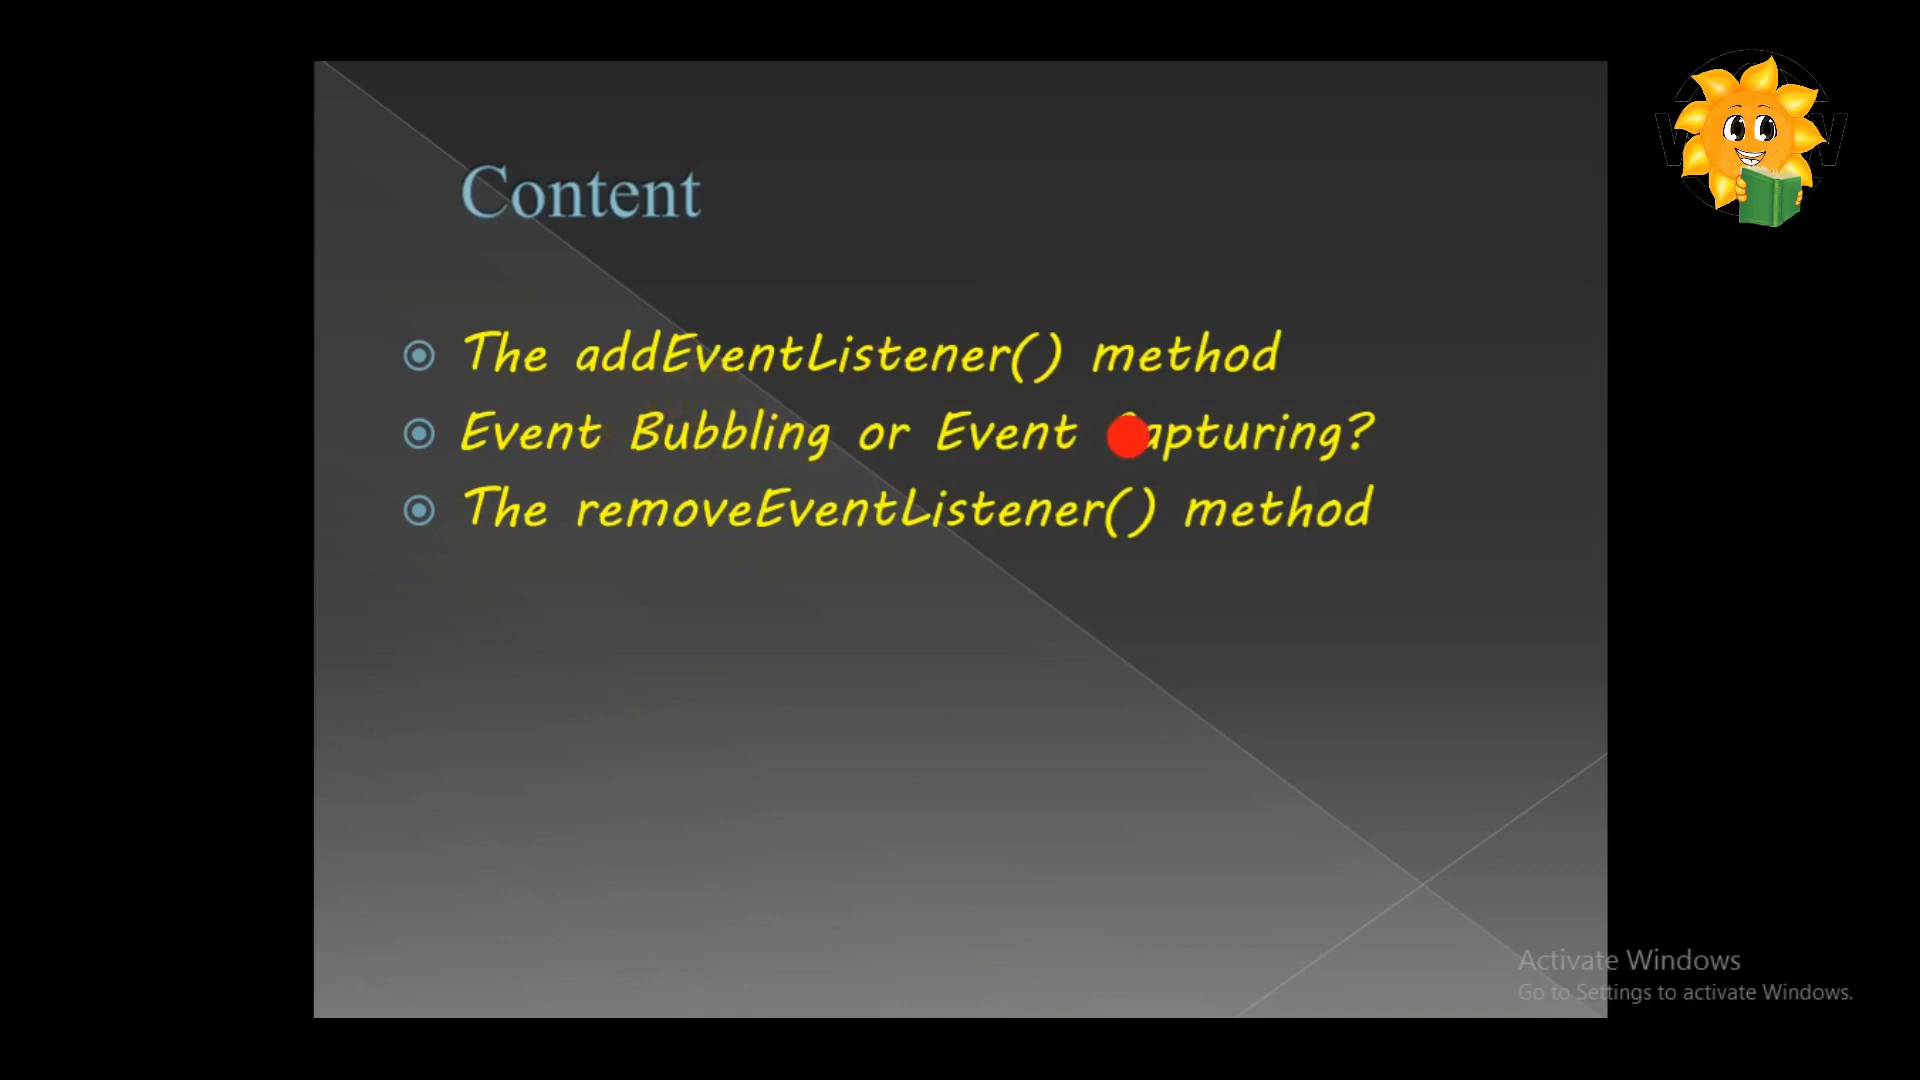 Content
The addEventListener() method
Event Bubbling or Event Capturing?
The removeEventListener() method
Activate Windows
Go to Settings to activate Windows.